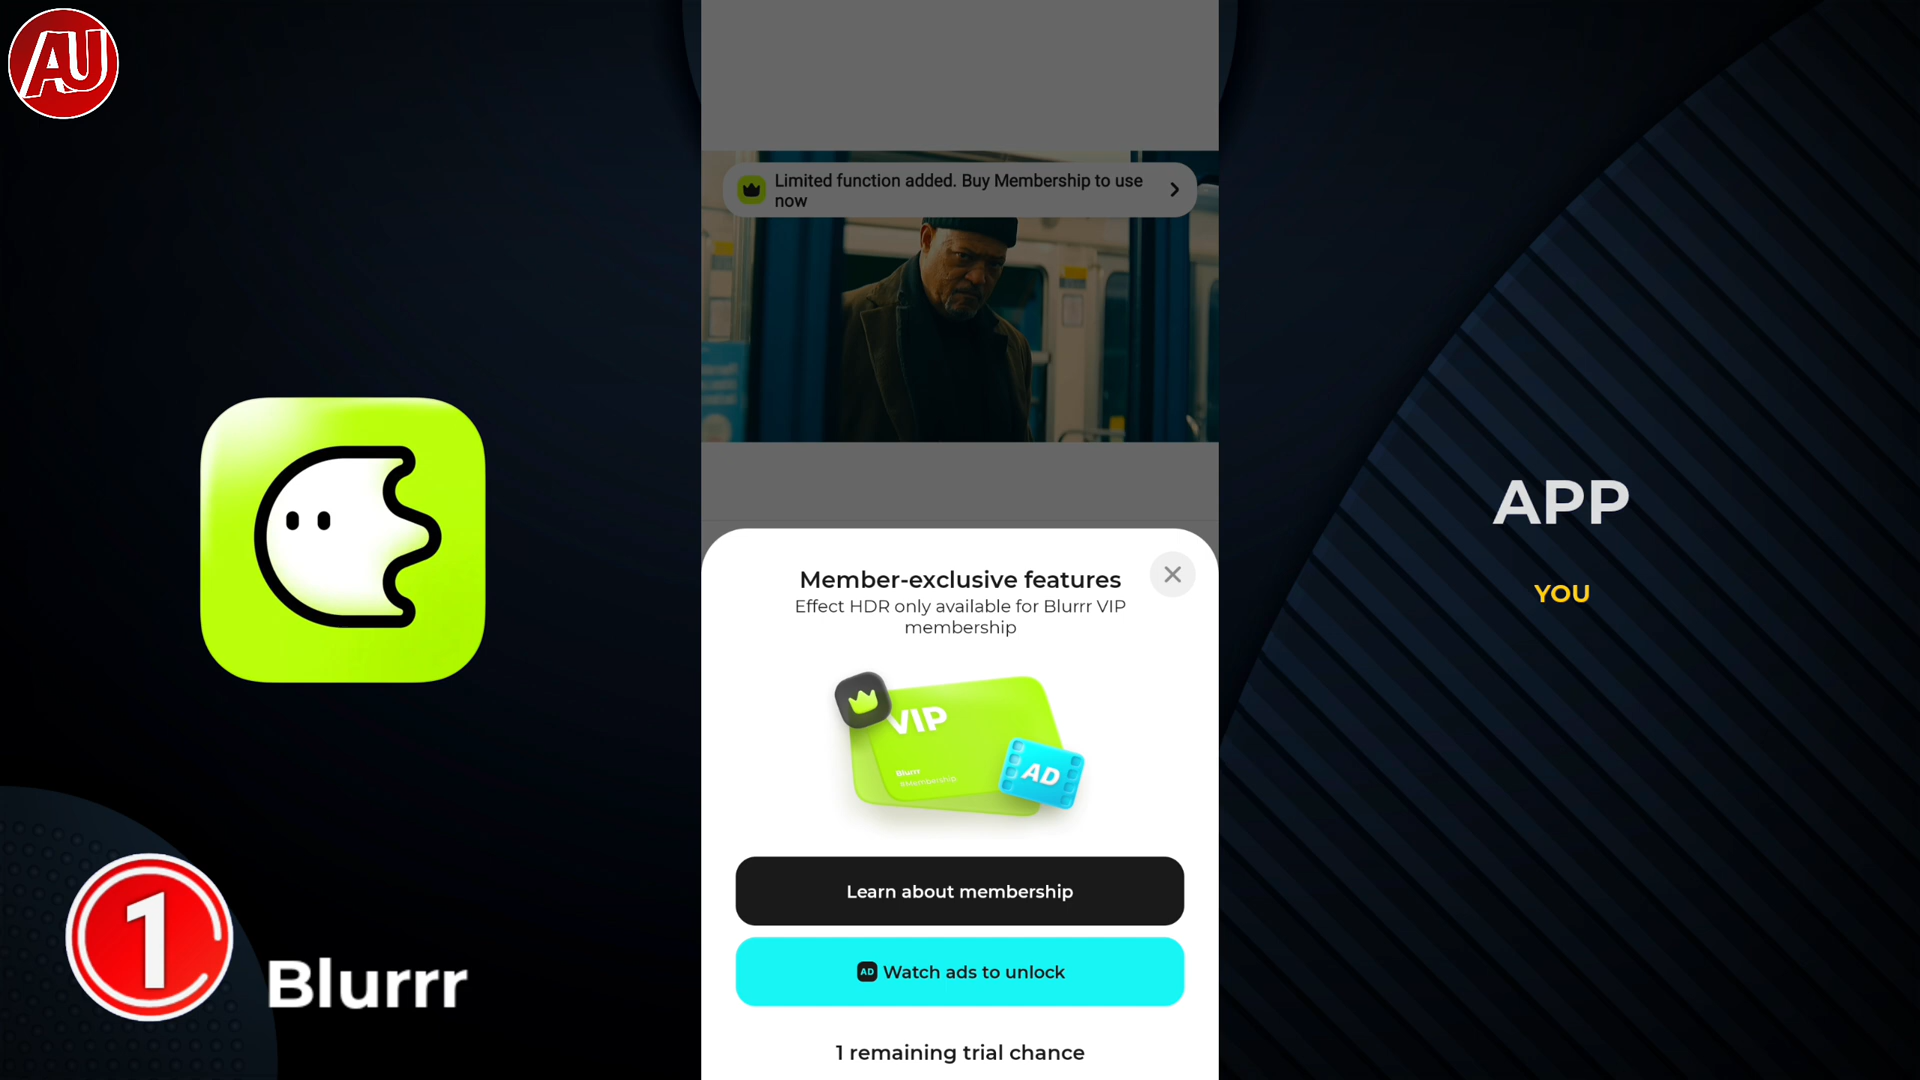 AU
Limited function added. Buy Membership to use
now
Member-exclusive features
Effect HDR only available for Blurrr VIP
membership
VIP
Blurrr
AD
Learn about membership
AD Watch ads to unlock
1 remaining trial chance
1
Blurrr
APP
YOU